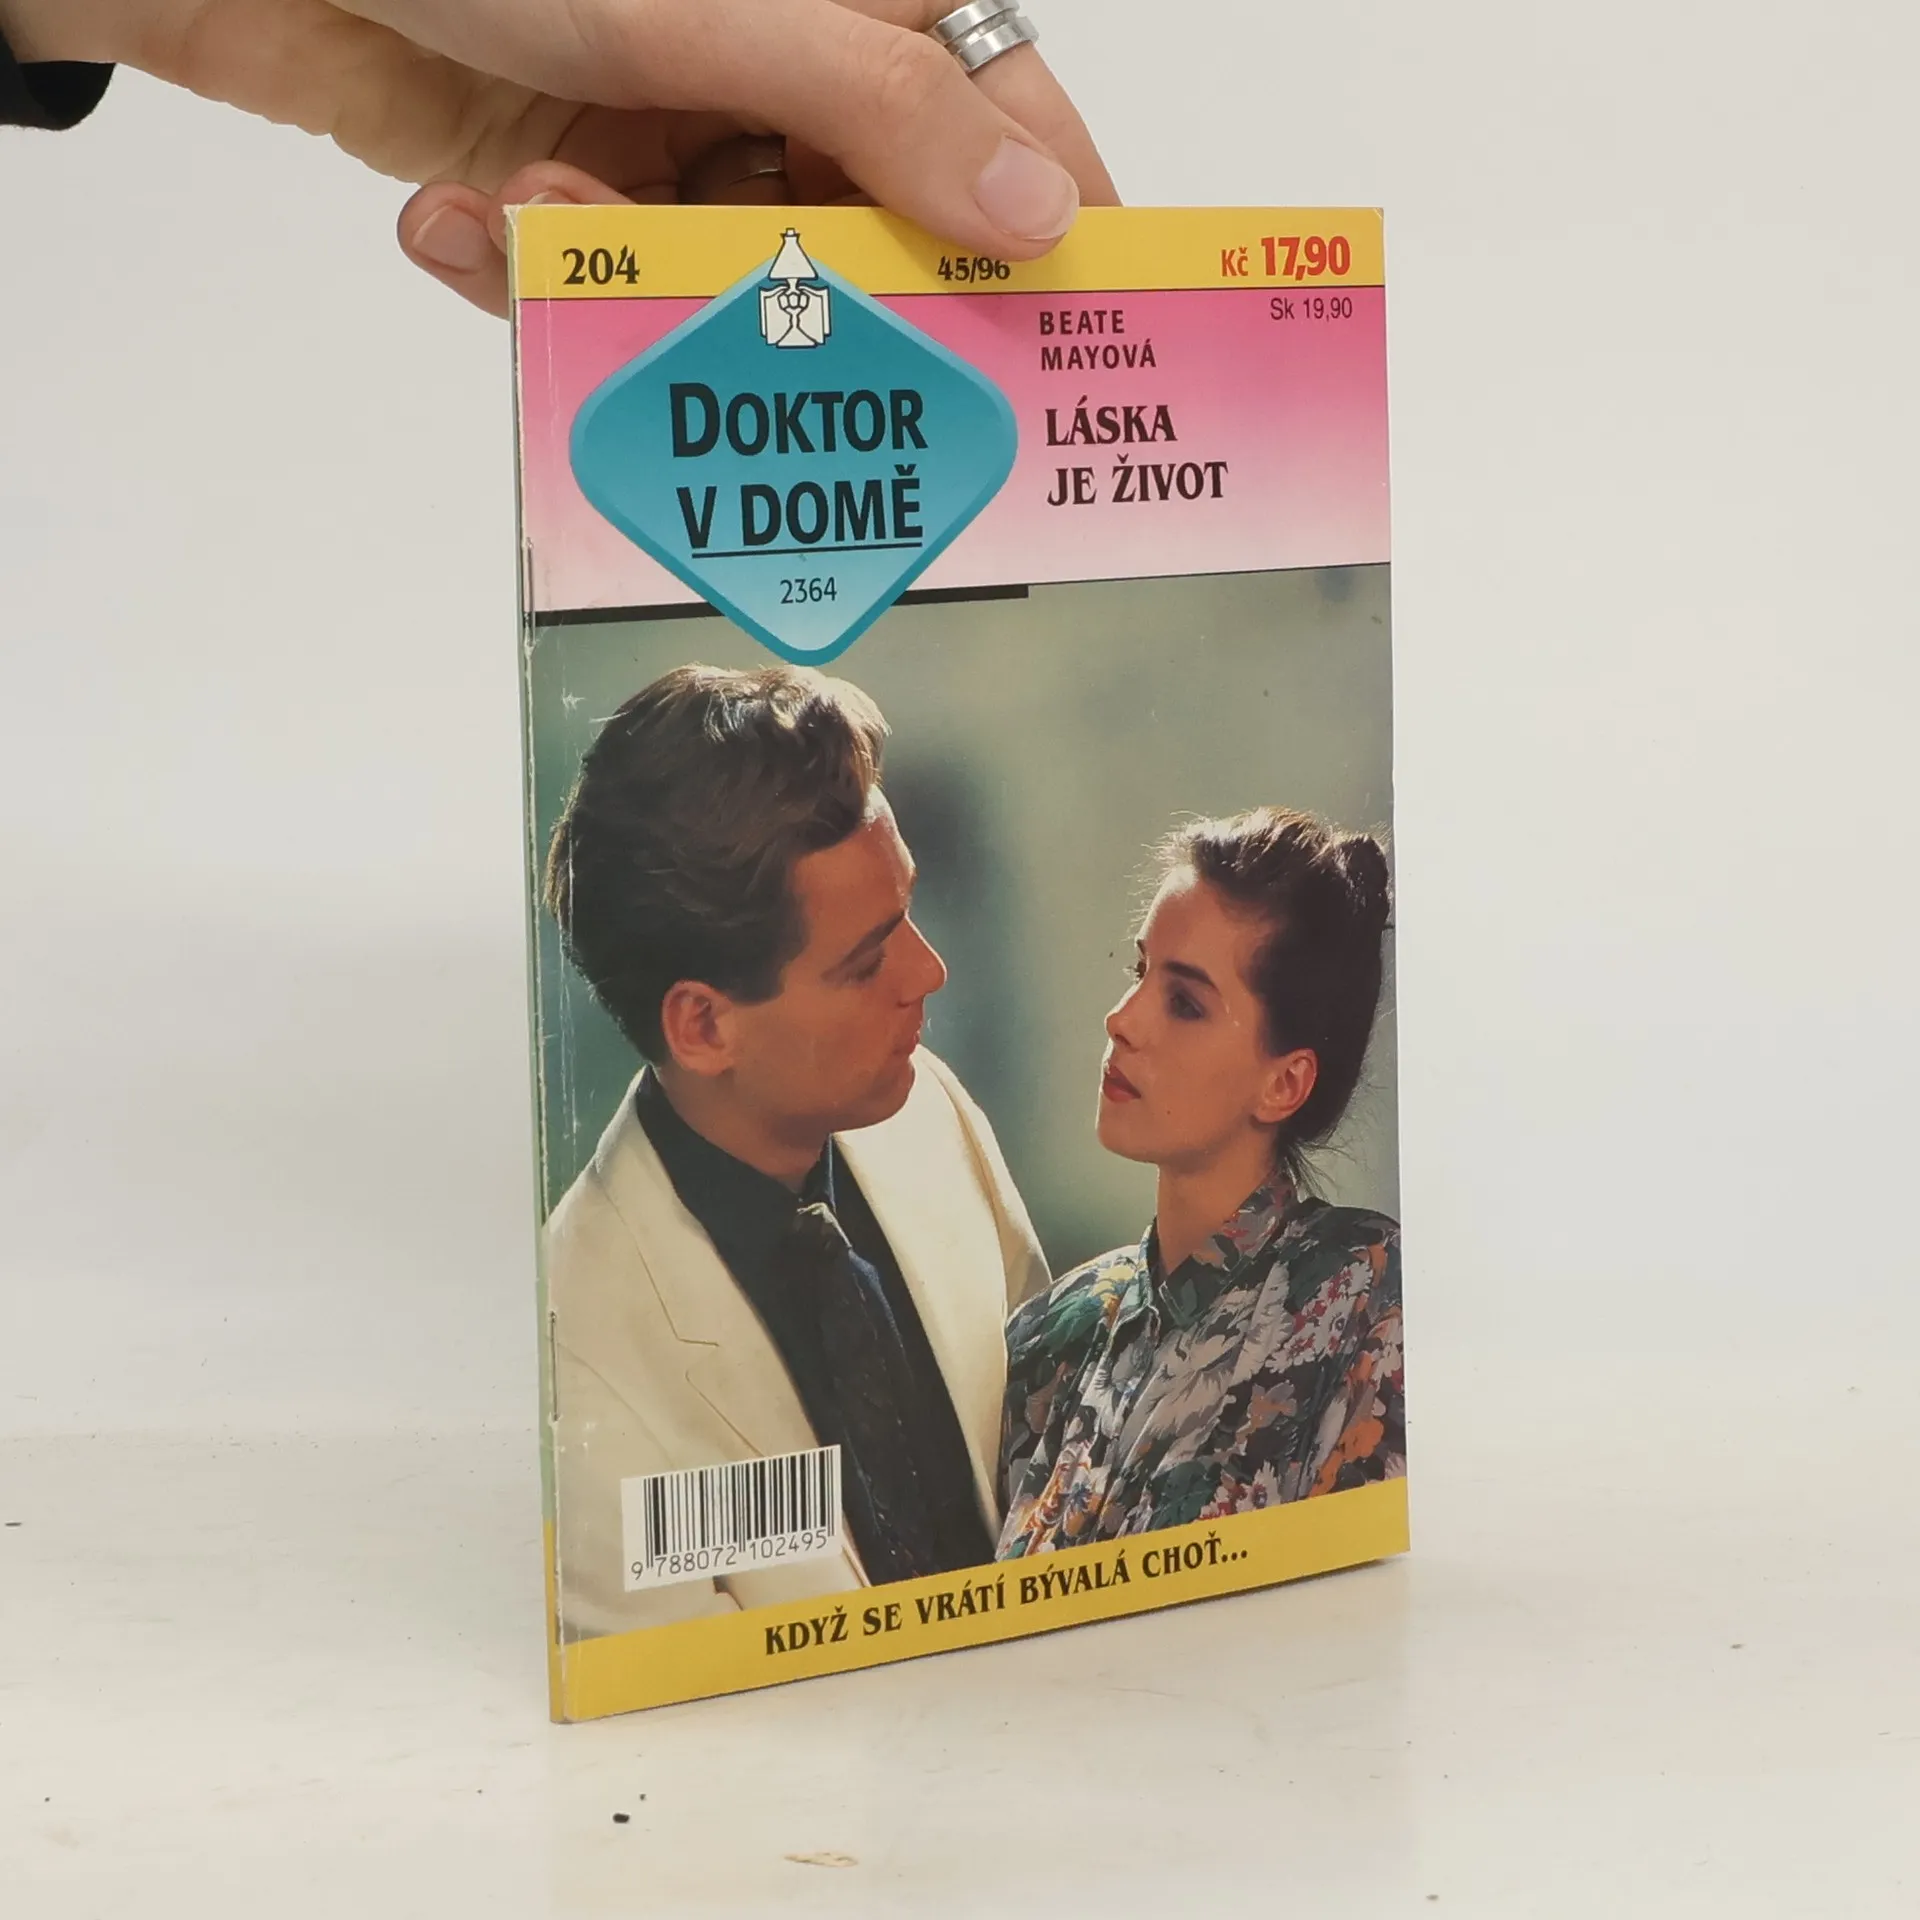 204
45/96
Kč 17,90
Sk 19,90
BEATE
MAYOVÁ
LÁSKA
JE ŽIVOT
DOKTOR
V DOMĚ
2364
9 788072 102495
KDYŽ SE VRÁTÍ BÝVALÁ CHOŤ...